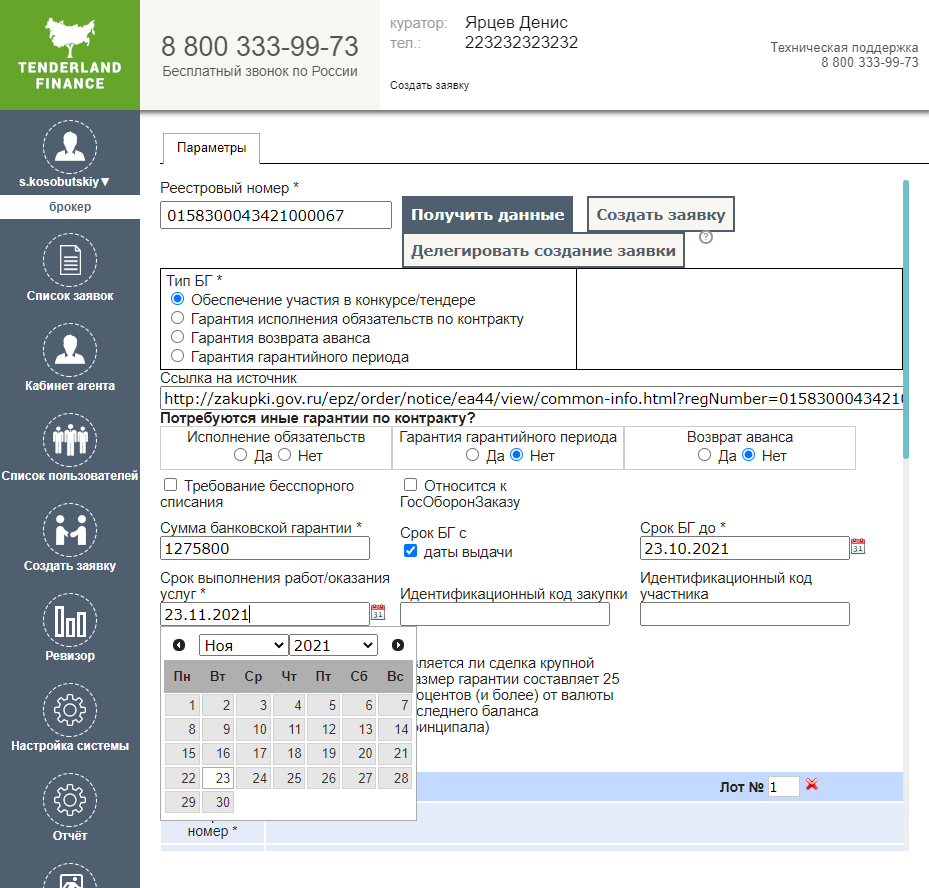 TENDERLAND
FINANCE
8 800 333-99-73
Бесплатный звонок по России
куратор: Ярцев Денис
тел.: 223232323232
Создать заявку
Техническая поддержка
8 800 333-99-73
s.kosobutskiy▼
брокер
Список заявок
Кабинет агента
Список пользователей
Создать заявку
Ревизор
Настройка системы
Отчёт
Параметры
Реестровый номер *
0158300043421000067
Получить данные
Создать заявку
Делегировать создание заявки
?
Тип БГ *
Обеспечение участия в конкурсе/тендере
Гарантия исполнения обязательств по контракту
Гарантия возврата аванса
Гарантия гарантийного периода
Ссылка на источник
http://zakupki.gov.ru/epz/order/notice/ea44/view/common-info.html?regNumber=01583000434210
Потребуются иные гарантии по контракту?
Исполнение обязательств Гарантия гарантийного периода Возврат аванса
Да Нет Да Нет Да Нет
Требование бесспорного
списания
Относится к
ГосОборонЗаказу
Сумма банковской гарантии *
1275800
Срок БГ с
даты выдачи
Срок БГ до *
23.10.2021
31
Срок выполнения работ/оказания
услуг *
23.11.2021
31
Идентификационный код закупки
Идентификационный код
участника
Ноя 2021
Пн Вт Ср Чт Пт Сб Вс
1 2 3 4 5 6 7
8 9 10 11 12 13 14
15 16 17 18 19 20 21
22 23 24 25 26 27 28
29 30
вляется ли сделка крупной
азмер гарантии составляет 25
оцентов (и более) от валюты
следнего баланса
инципала)
Лот № 1
номер *